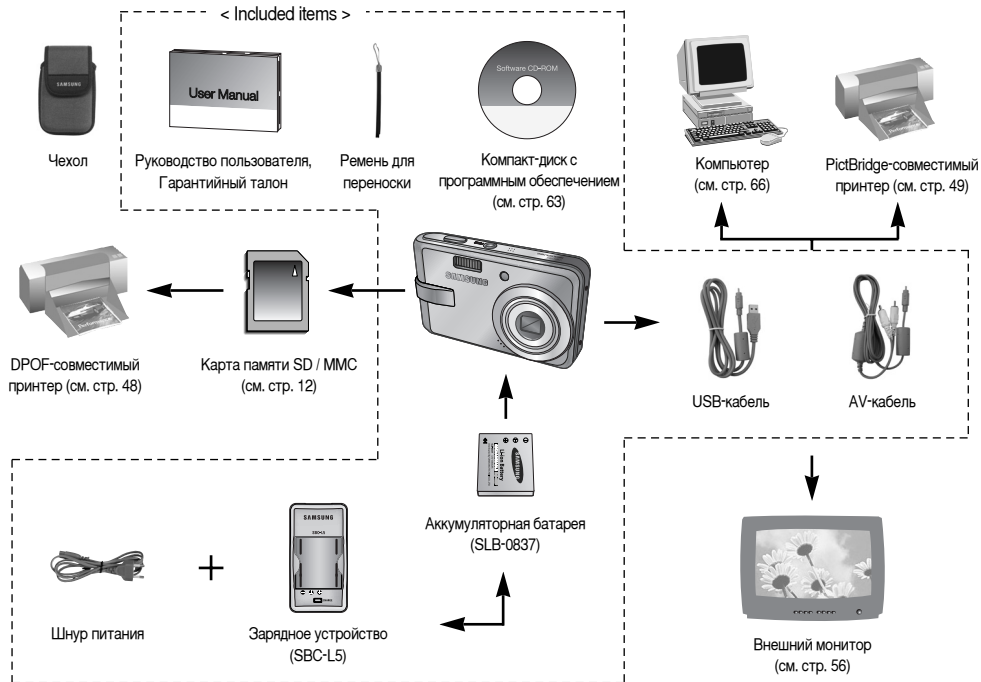 < Included items >
SAMSUNG
User Manual
Software CD-ROM
Чехол
Руководство пользователя,
Гарантийный талон
Ремень для
переноски
Компакт-диск с
программным обеспечением
(см. стр. 63)
Компьютер
(см. стр. 66)
PictBridge-совместимый
принтер (см. стр. 49)
SAMSUNG
DPOF-совместимый
принтер (см. стр. 48)
Карта памяти SD / MMC
(см. стр. 12)
USB-кабель
AV-кабель
SAMSUNG
Li-ion Battery
Аккумуляторная батарея
(SLB-0837)
SAMSUNG
SBC-L5
+
Шнур питания
Зарядное устройство
(SBC-L5)
Внешний монитор
(см. стр. 56)